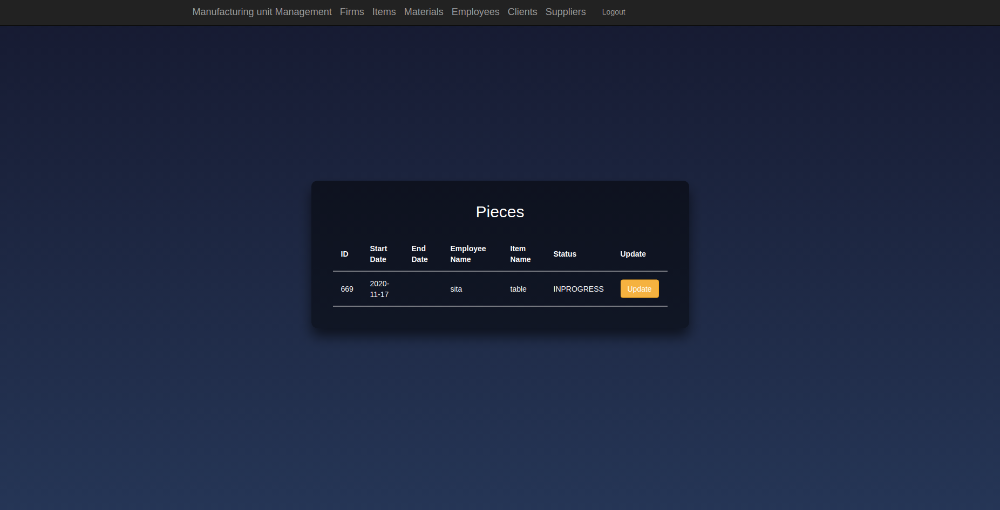 Manufacturing unit Management Firms Items Materials Employees Clients Suppliers Logout
Pieces
ID Start Date End Date Employee Name Item Name Status Update
669 2020-11-17 sita table INPROGRESS Update